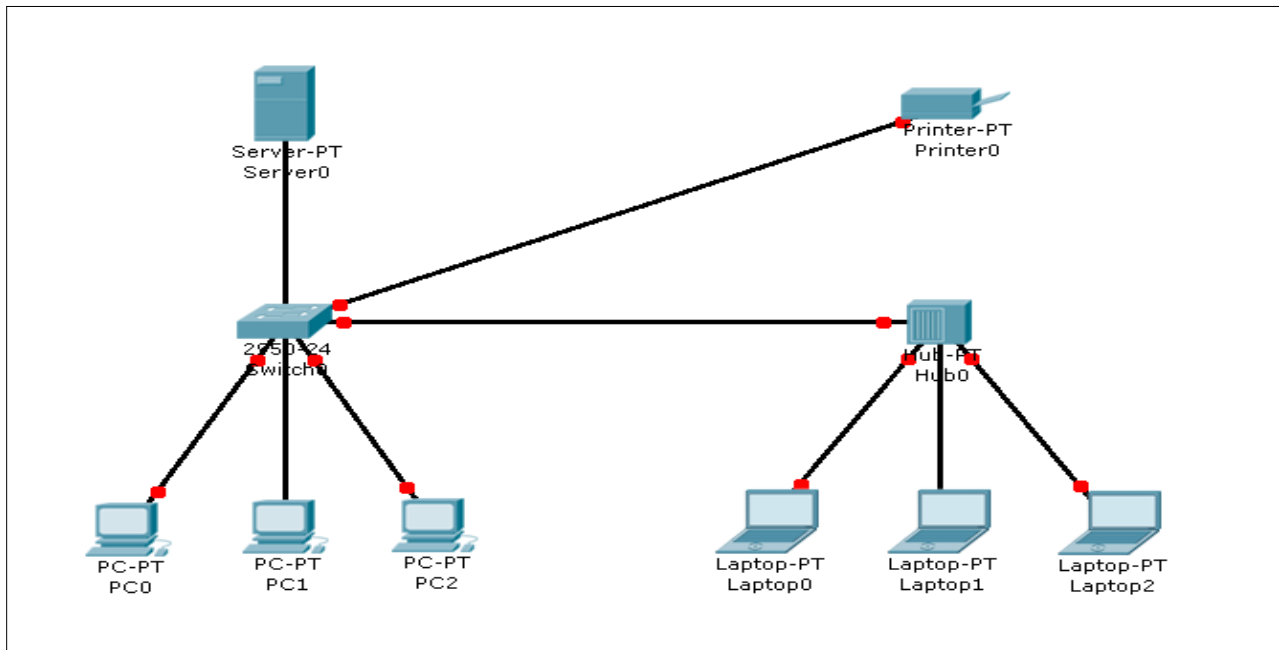 Server-PT
Server0
Printer-PT
Printer0
2950-24
Switch0
Hub-PT
Hub0
PC-PT
PC0
PC-PT
PC1
PC-PT
PC2
Laptop-PT
Laptop0
Laptop-PT
Laptop1
Laptop-PT
Laptop2